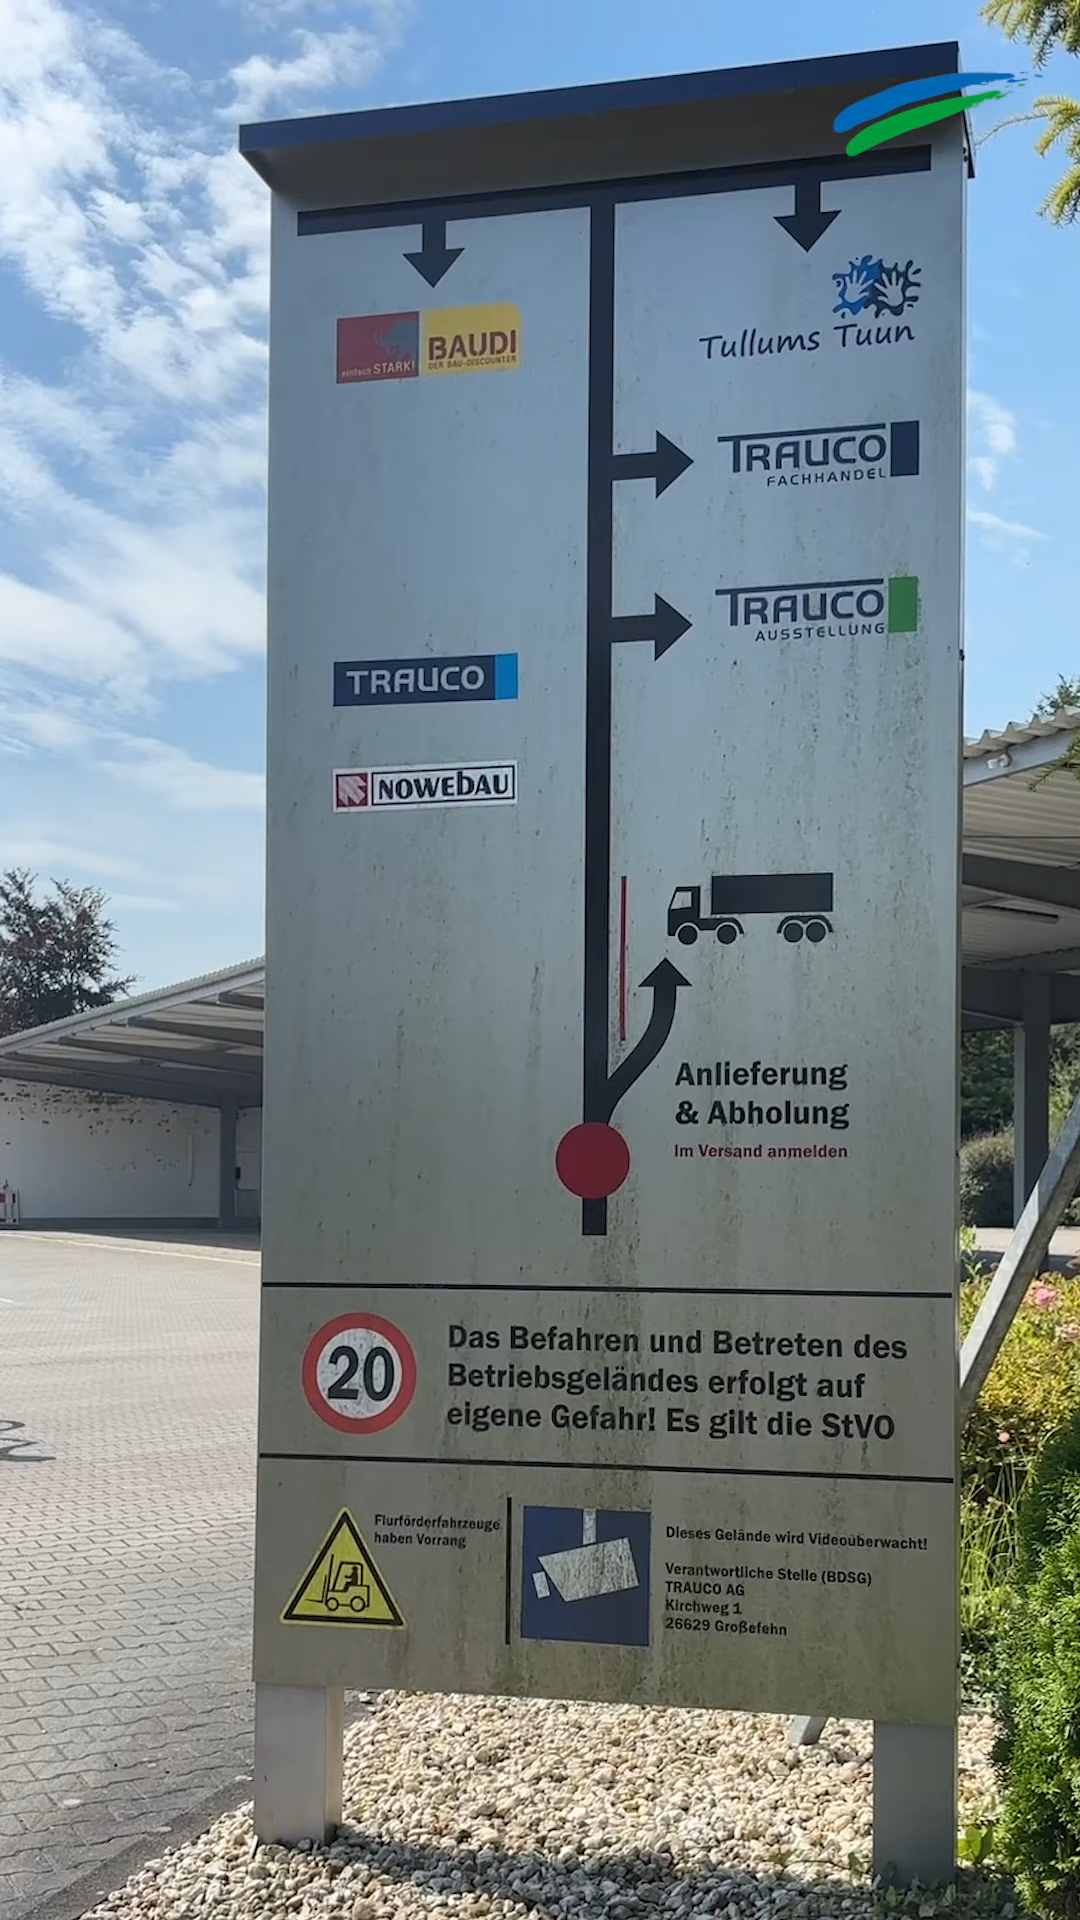 einfach STARK!
BAUDI
DER BAU-DISCOUNTER
Tullums Tuun
TRAUCO
FACHHANDEL
TRAUCO
AUSSTELLUNG
TRAUCO
NOWEbAU
Anlieferung
& Abholung
Im Versand anmelden
20
Das Befahren und Betreten des
Betriebsgeländes erfolgt auf
eigene Gefahr! Es gilt die StVO
Flurförderfahrzeuge
haben Vorrang
Dieses Gelände wird Videoüberwacht!
Verantwortliche Stelle (BDSG)
TRAUCO AG
Kirchweg 1
26629 Großefehn